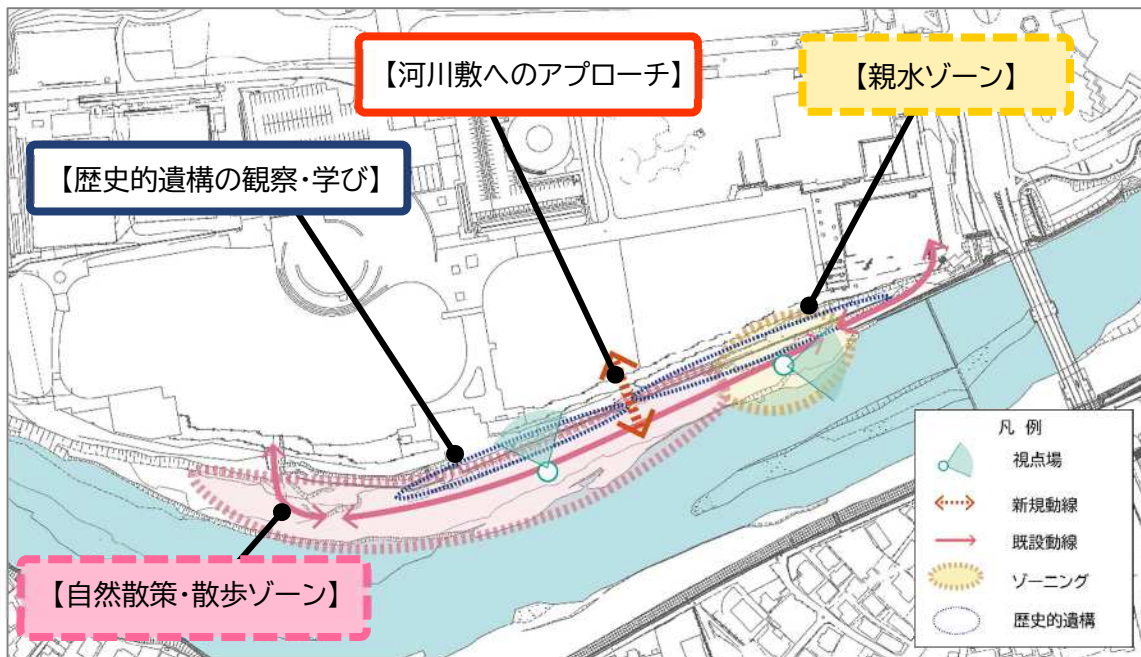 【河川敷へのアプローチ】
【親水ゾーン】
【歴史的遺構の観察・学び】
【自然散策・散歩ゾーン】
凡 例
視点場
新規動線
既設動線
ゾーニング
歴史的遺構